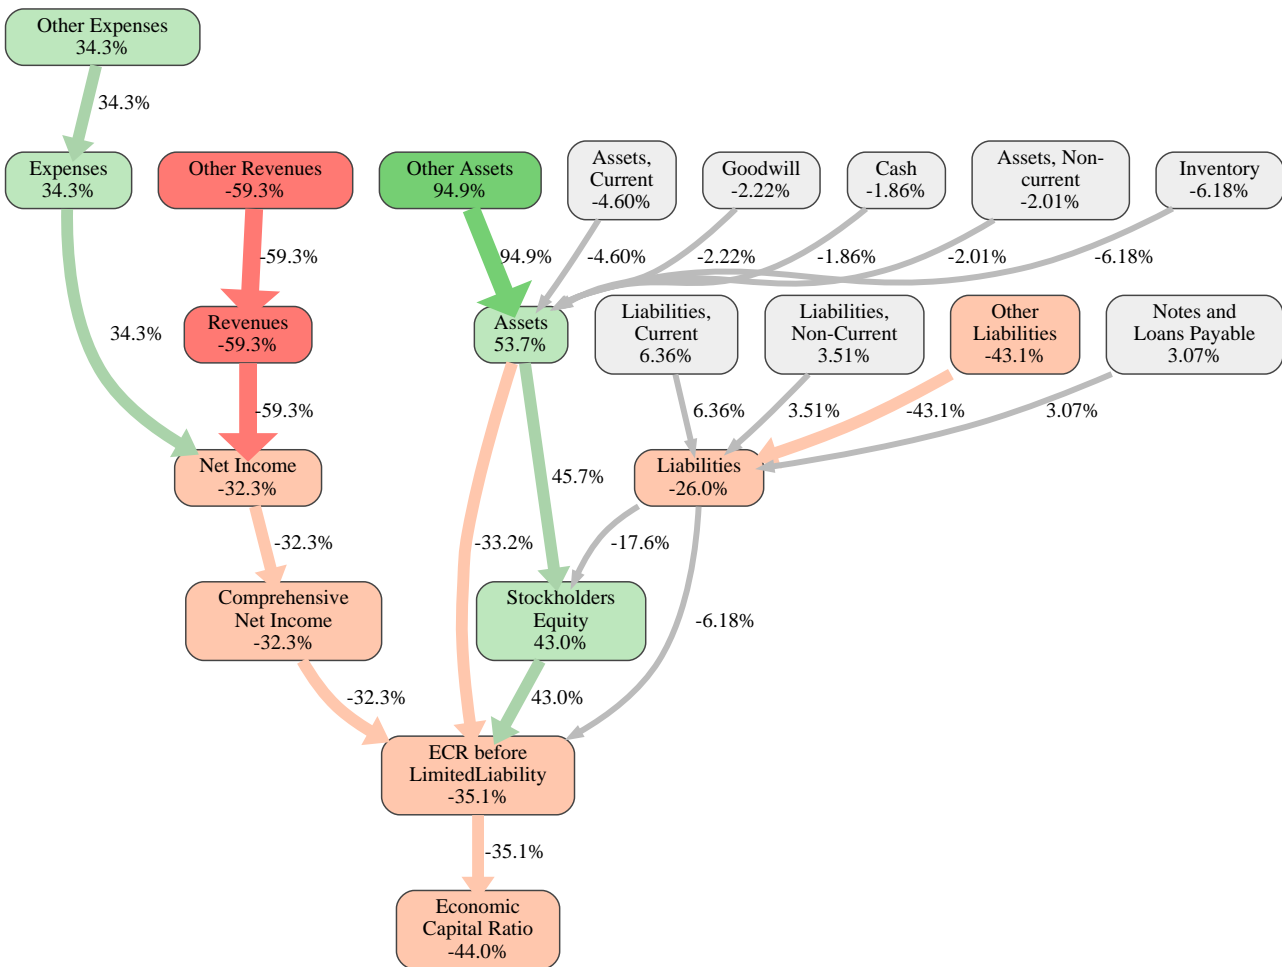 Other Expenses
34.3%
34.3%
Expenses
34.3%
Other Revenues
-59.3%
Other Assets
94.9%
Assets,
Current
-4.60%
Goodwill
-2.22%
Cash
-1.86%
Assets, Non-
current
-2.01%
Inventory
-6.18%
-59.3%
94.9%
-4.60%
-2.22%
-1.86%
-2.01%
-6.18%
34.3%
Revenues
-59.3%
Assets
53.7%
Liabilities,
Current
6.36%
Liabilities,
Non-Current
3.51%
Other
Liabilities
-43.1%
Notes and
Loans Payable
3.07%
-59.3%
6.36%
3.51%
-43.1%
3.07%
Net Income
-32.3%
45.7%
Liabilities
-26.0%
-32.3%
-33.2%
-17.6%
Comprehensive
Net Income
-32.3%
Stockholders
Equity
43.0%
-6.18%
-32.3%
43.0%
ECR before
LimitedLiability
-35.1%
-35.1%
Economic
Capital Ratio
-44.0%